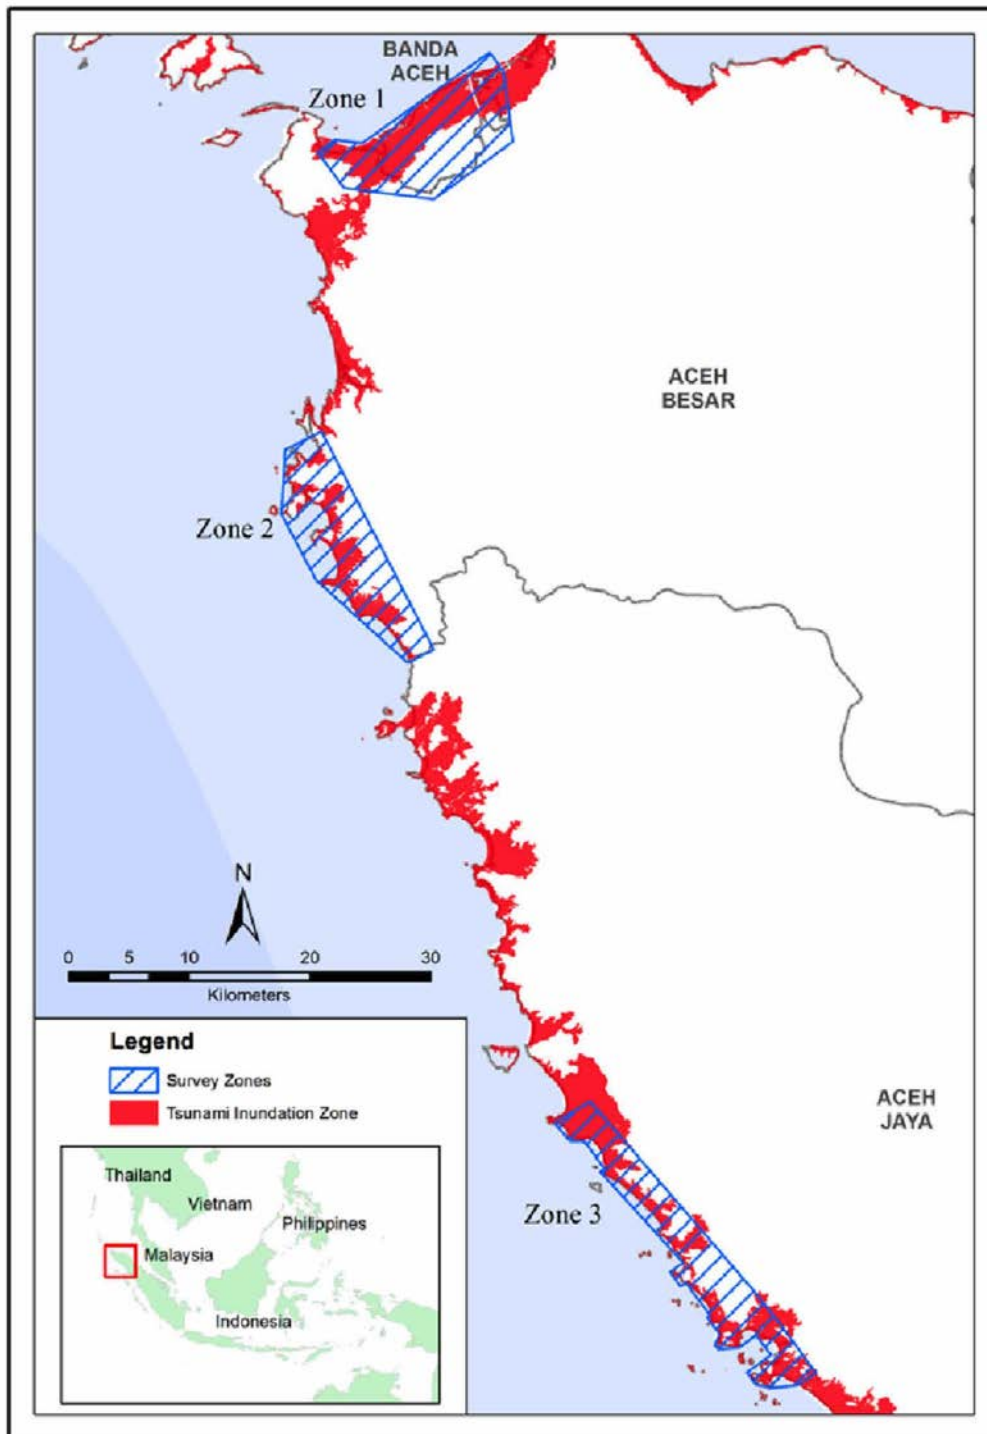 BANDA
ACEH
Zone 1
ACEH
BESAR
Zone 2
N
0 5 10 20 30
Kilometers
Legend
Survey Zones
Tsunami Inundation Zone
ACEH
JAYA
Zone 3
Thailand
Vietnam
Philippines
Malaysia
Indonesia